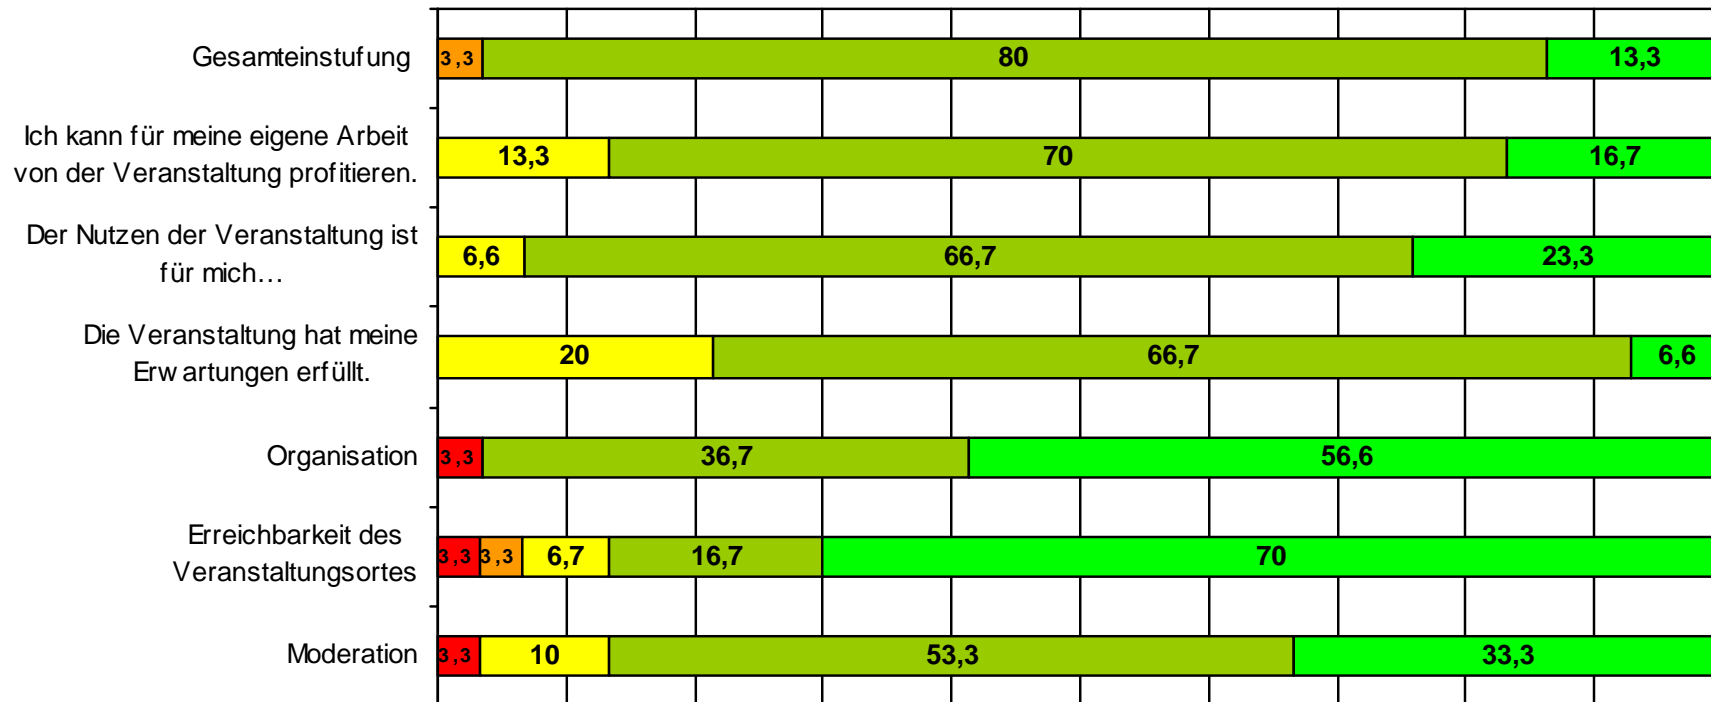 Gesamteinstufung
3,3 80 13,3
Ich kann für meine eigene Arbeit
von der Veranstaltung profitieren.
13,3 70 16,7
Der Nutzen der Veranstaltung ist
für mich...
6,6 66,7 23,3
Die Veranstaltung hat meine
Erwartungen erfüllt.
20 66,7 6,6
Organisation
3,3 36,7 56,6
Erreichbarkeit des
Veranstaltungsortes
3,3 3,3 6,7 16,7 70
Moderation
3,3 10 53,3 33,3